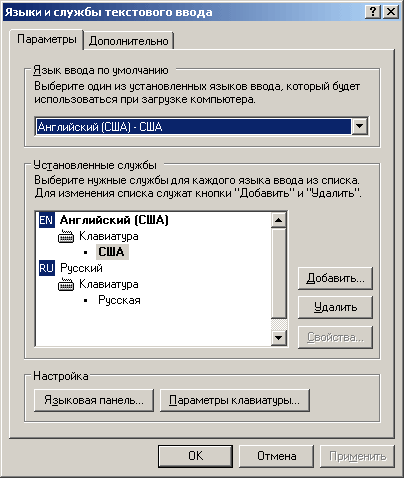 Языки и службы текстового ввода
Параметры Дополнительно
Язык ввода по умолчанию
Выберите один из установленных языков ввода, который будет
использоваться при загрузке компьютера.
Английский (США) - США
Установленные службы
Выберите нужные службы для каждого языка ввода из списка.
Для изменения списка служат кнопки "Добавить" и "Удалить".
EN Английский (США)
Клавиатура
• США
RU Русский
Клавиатура
• Русская
Добавить...
Удалить
Свойства...
Настройка
Языковая панель... Параметры клавиатуры...
OK Отмена Применить